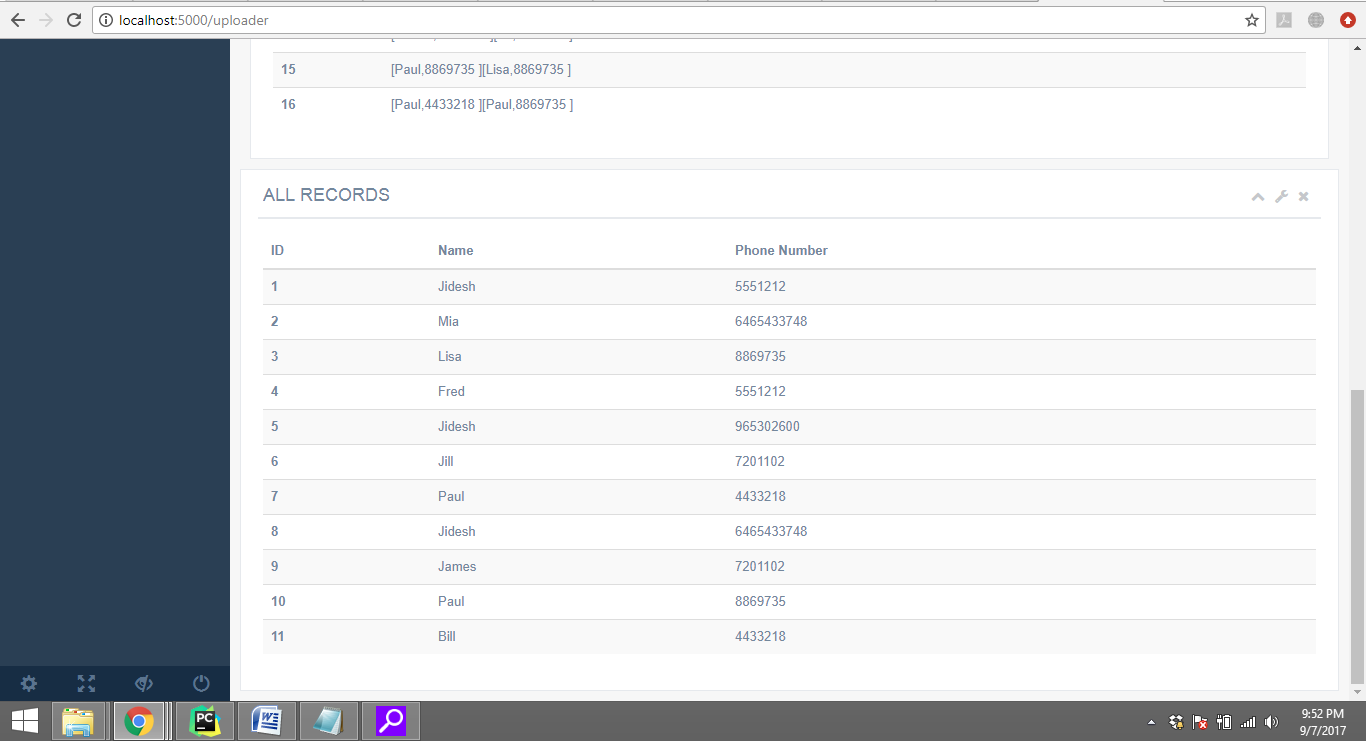 localhost:5000/uploader
15 [Paul,8869735 ][Lisa,8869735 ]
16 [Paul,4433218 ][Paul,8869735 ]
ALL RECORDS
ID Name Phone Number
1 Jidesh 5551212
2 Mia 6465433748
3 Lisa 8869735
4 Fred 5551212
5 Jidesh 965302600
6 Jill 7201102
7 Paul 4433218
8 Jidesh 6465433748
9 James 7201102
10 Paul 8869735
11 Bill 4433218
PC
W
9:52 PM
9/7/2017